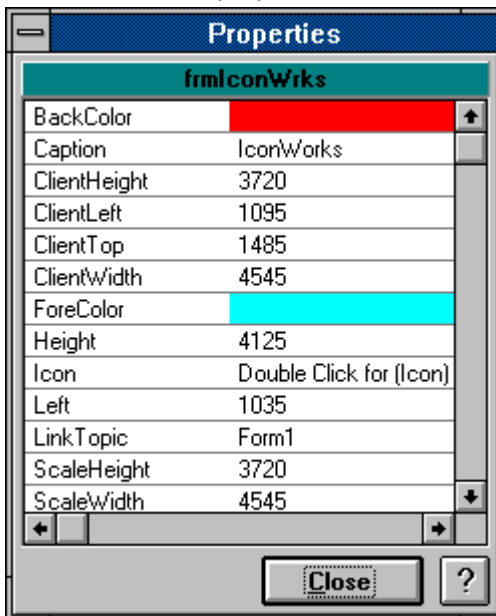 Properties
frmIconWrks
BackColor
Caption IconWorks
ClientHeight 3720
ClientLeft 1095
ClientTop 1485
ClientWidth 4545
ForeColor
Height 4125
Icon Double Click for (Icon)
Left 1035
LinkTopic Form1
ScaleHeight 3720
ScaleWidth 4545
Close ?